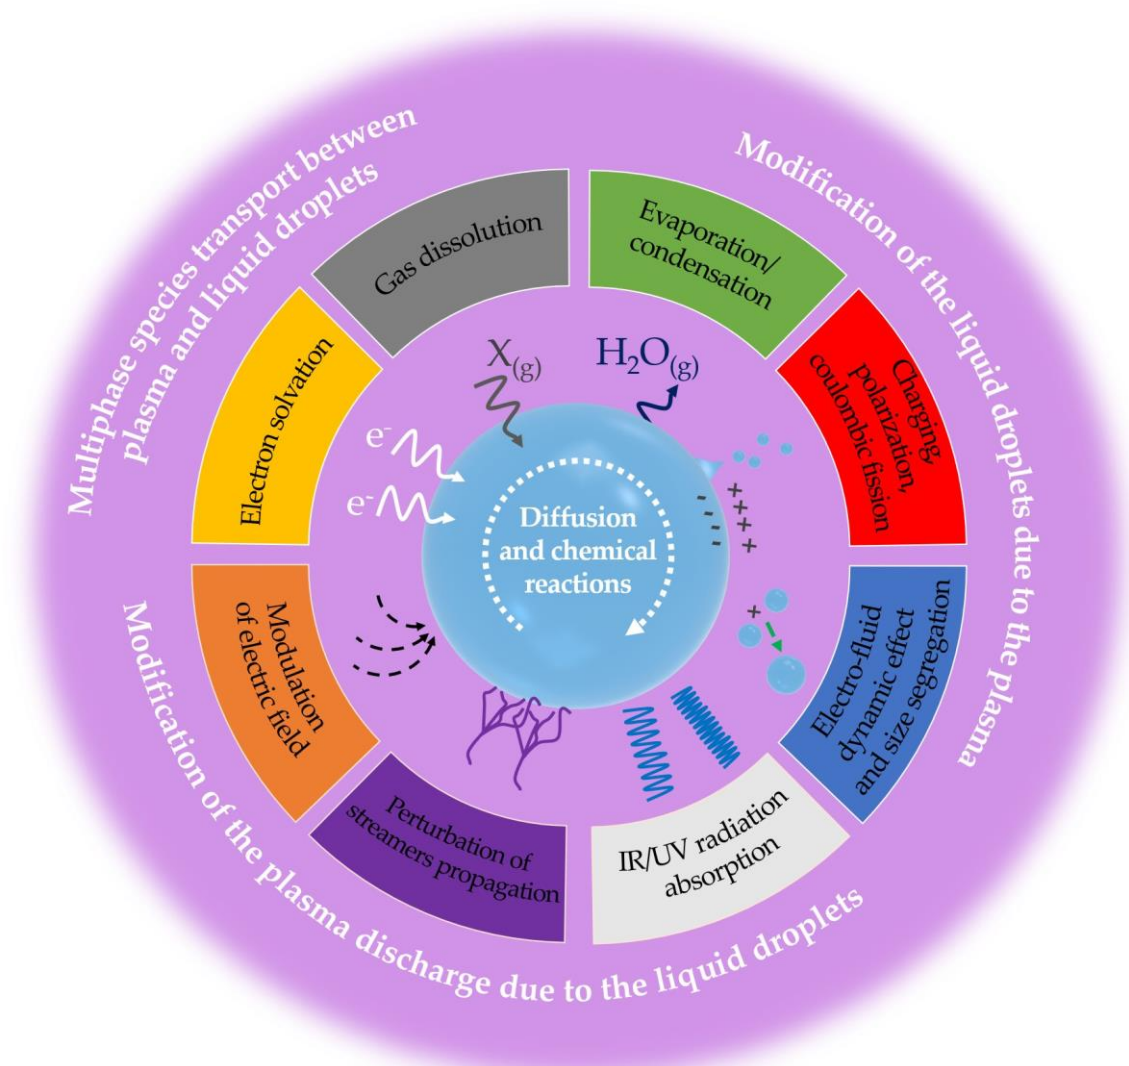 Multiphase species transport between
plasma and liquid droplets
Modification of the liquid droplets due to the plasma
Modification of the plasma discharge due to the liquid droplets
Gas dissolution
Evaporation/
condensation
Charging,
polarization,
coulombic fission
Electro-fluid
dynamic effect
and size segregation
IR/UV radiation
absorption
Perturbation of
streamers propagation
Modulation
of electric field
Electron solvation
X(g)
H₂O(g)
e⁻
e⁻
- + 
- +
- +
- +
+
Diffusion
and chemical
reactions